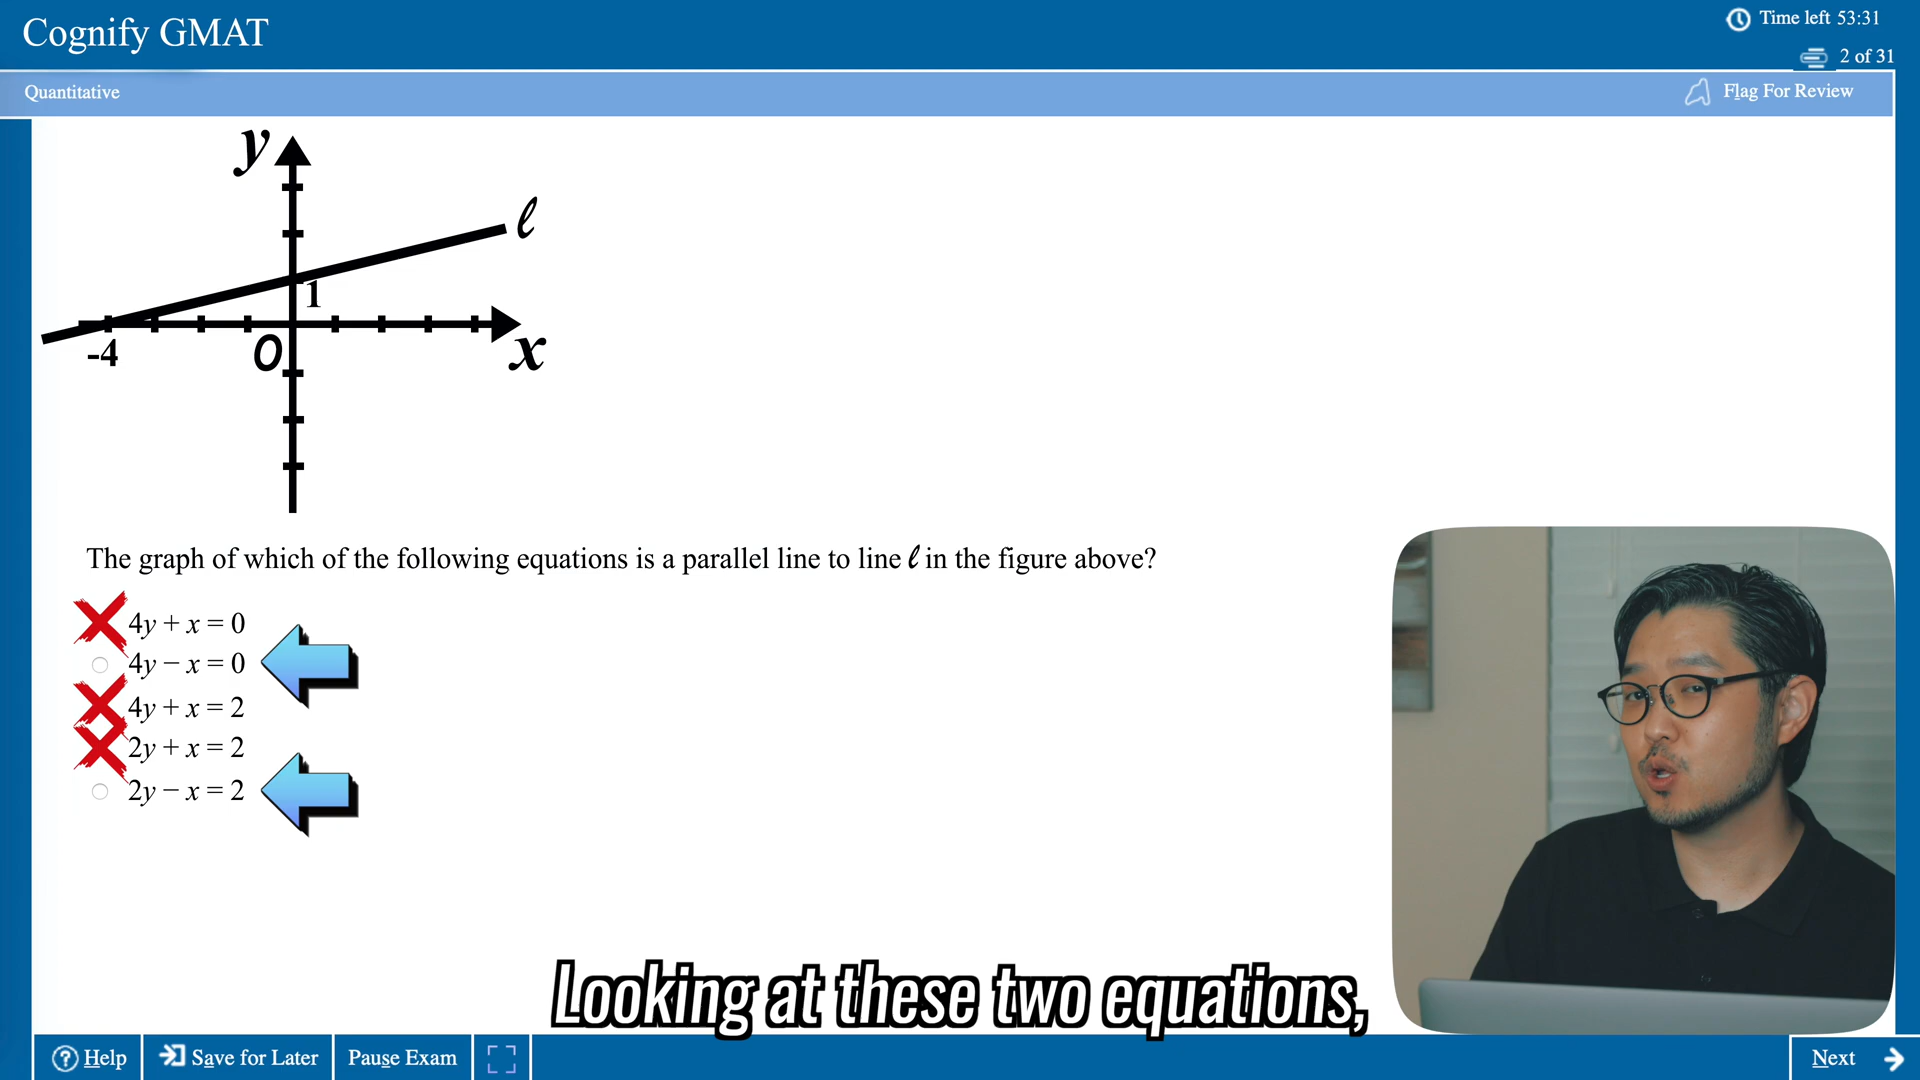 Cognify GMAT
Time left 53:31
2 of 31
Quantitative
Flag For Review
y
ℓ
1
-4
O
x
The graph of which of the following equations is a parallel line to line ℓ in the figure above?
4y + x = 0
4y − x = 0
4y + x = 2
2y + x = 2
2y − x = 2
Looking at these two equations,
Help
Save for Later
Pause Exam
Next